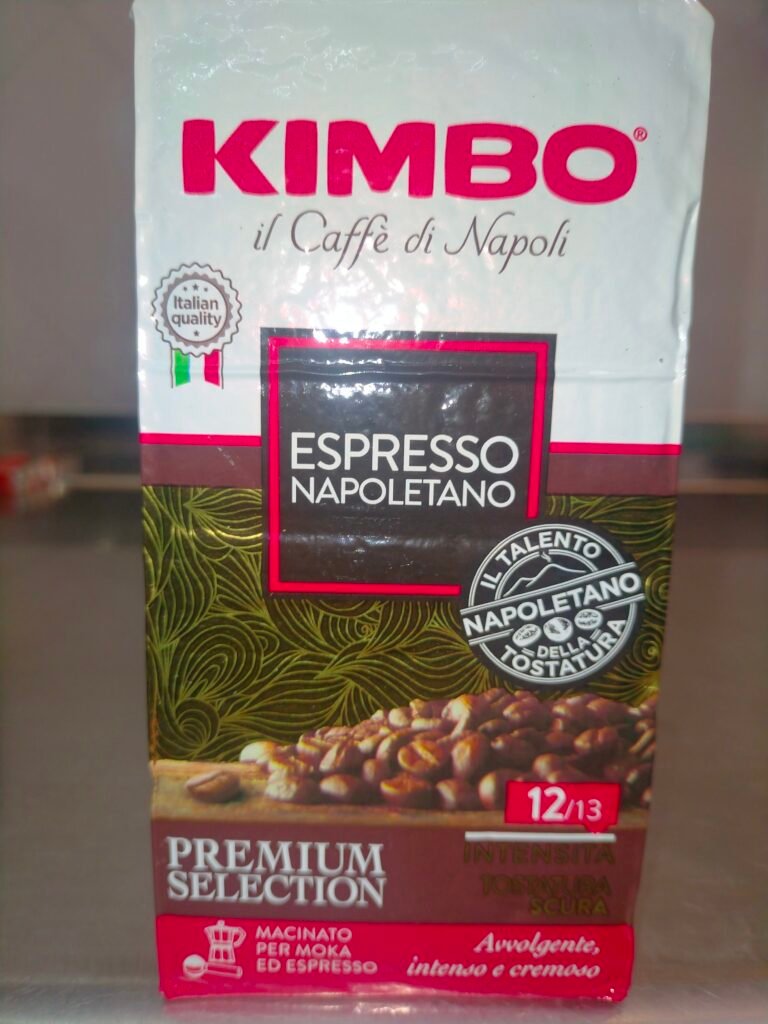 KIMBO®
il Caffè di Napoli
Italian
quality
ESPRESSO
NAPOLETANO
IL TALENTO
NAPOLETANO
DELLA
TOSTATURA
12/13
INTENSITÀ
TOSTATURA
SCURA
PREMIUM
SELECTION
MACINATO
PER MOKA
ED ESPRESSO
Avvolgente,
intenso e cremoso